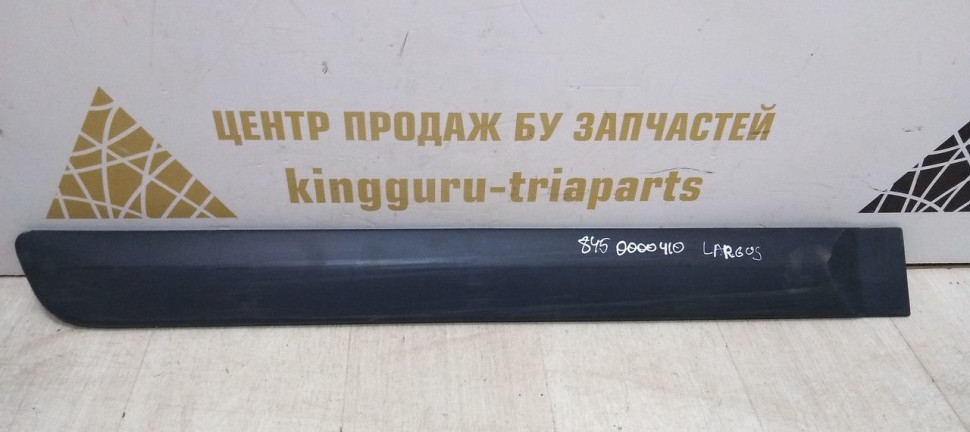 ЦЕНТР ПРОДАЖ БУ ЗАПЧАСТЕЙ
kingguru-triaparts
845 0000410 LARGUS